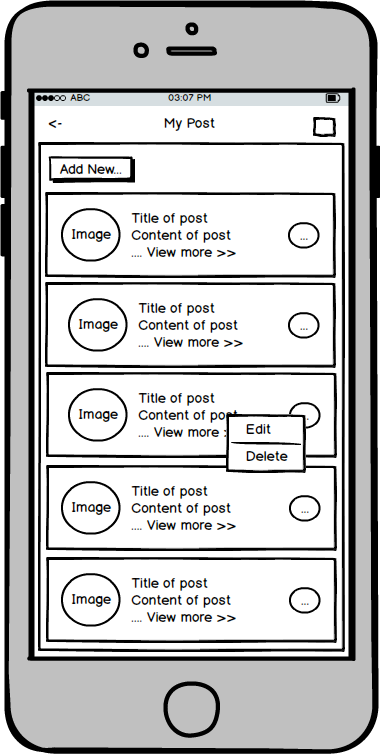 ABC 03:07 PM
<- My Post
Add New...
Image
Title of post
Content of post
.... View more >>
...
Image
Title of post
Content of post
.... View more >>
...
Image
Title of post
Content of post
.... View more
...
Edit
Delete
Image
Title of post
Content of post
.... View more >>
...
Image
Title of post
Content of post
.... View more >>
...